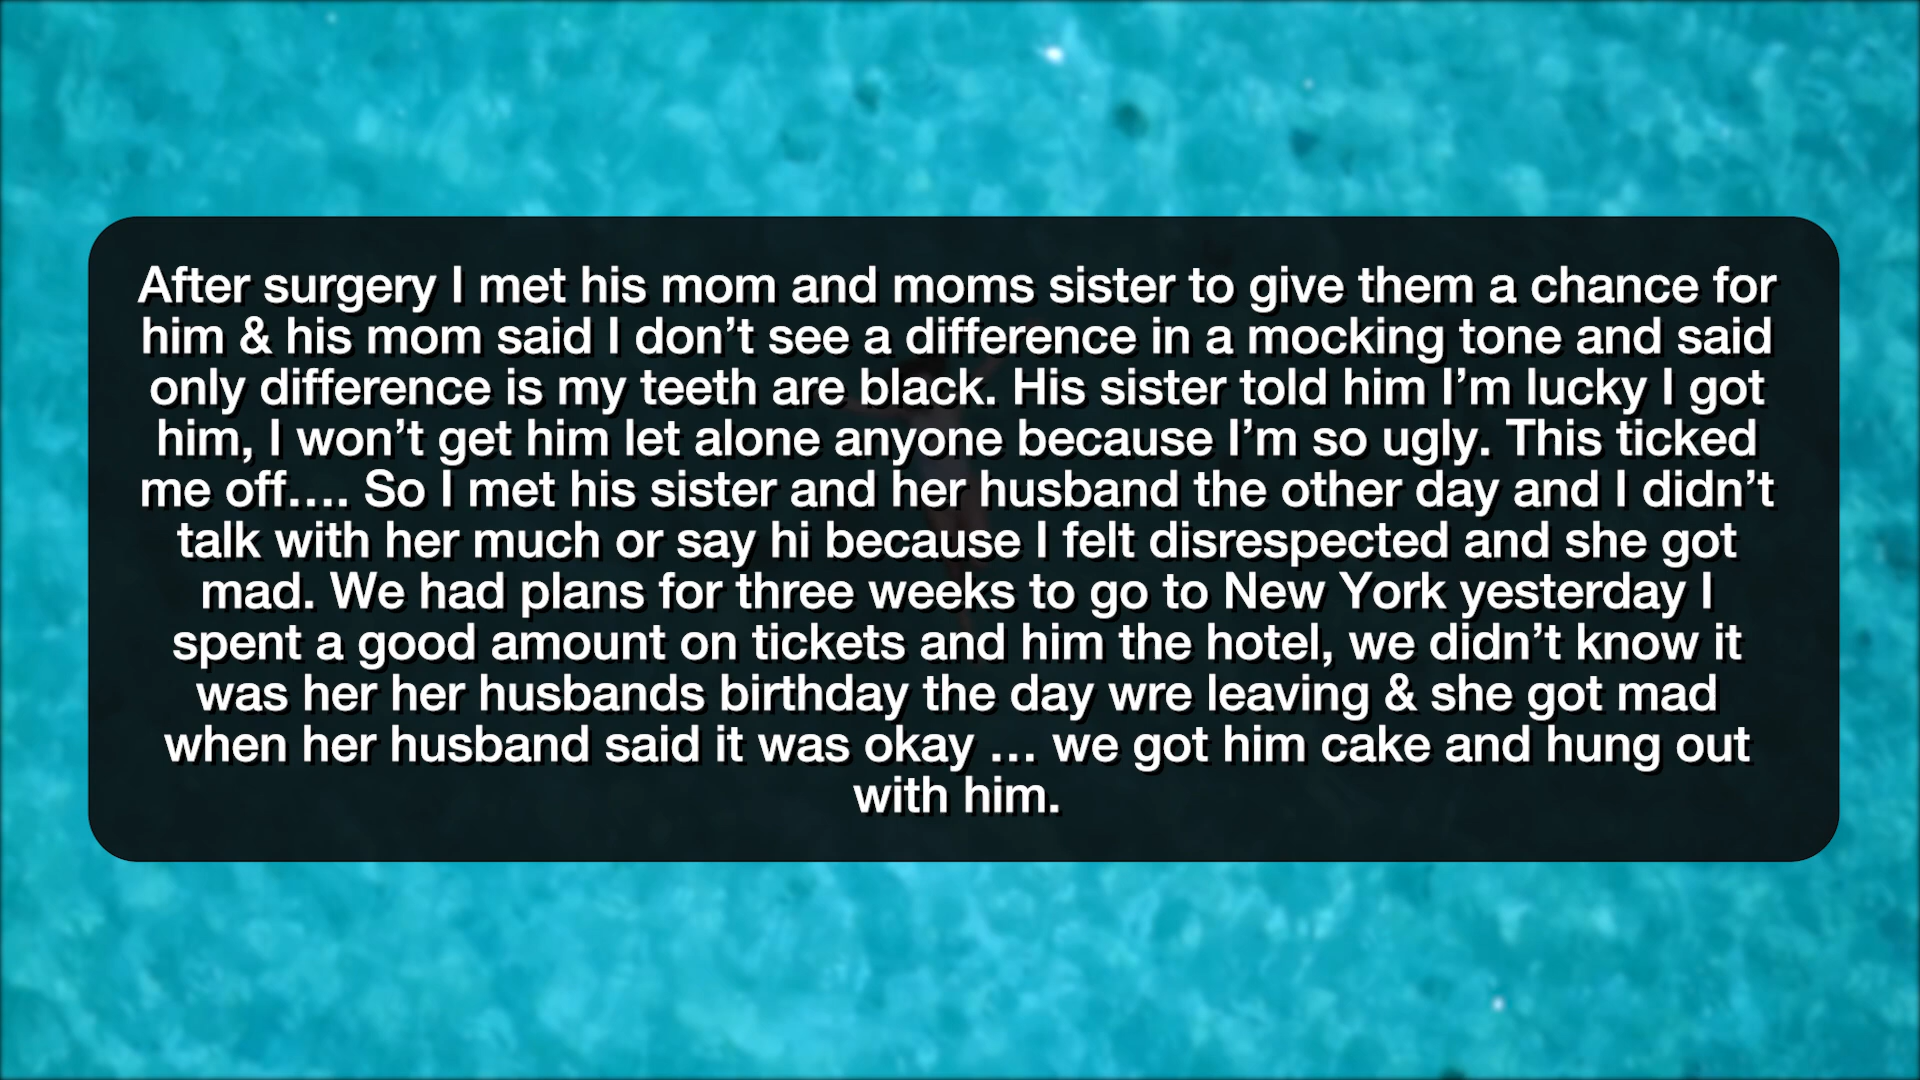 After surgery I met his mom and moms sister to give them a chance for
him & his mom said I don’t see a difference in a mocking tone and said
only difference is my teeth are black. His sister told him I’m lucky I got
him, I won’t get him let alone anyone because I’m so ugly. This ticked
me off…. So I met his sister and her husband the other day and I didn’t
talk with her much or say hi because I felt disrespected and she got
mad. We had plans for three weeks to go to New York yesterday I
spent a good amount on tickets and him the hotel, we didn’t know it
was her her husbands birthday the day wre leaving & she got mad
when her husband said it was okay … we got him cake and hung out
with him.